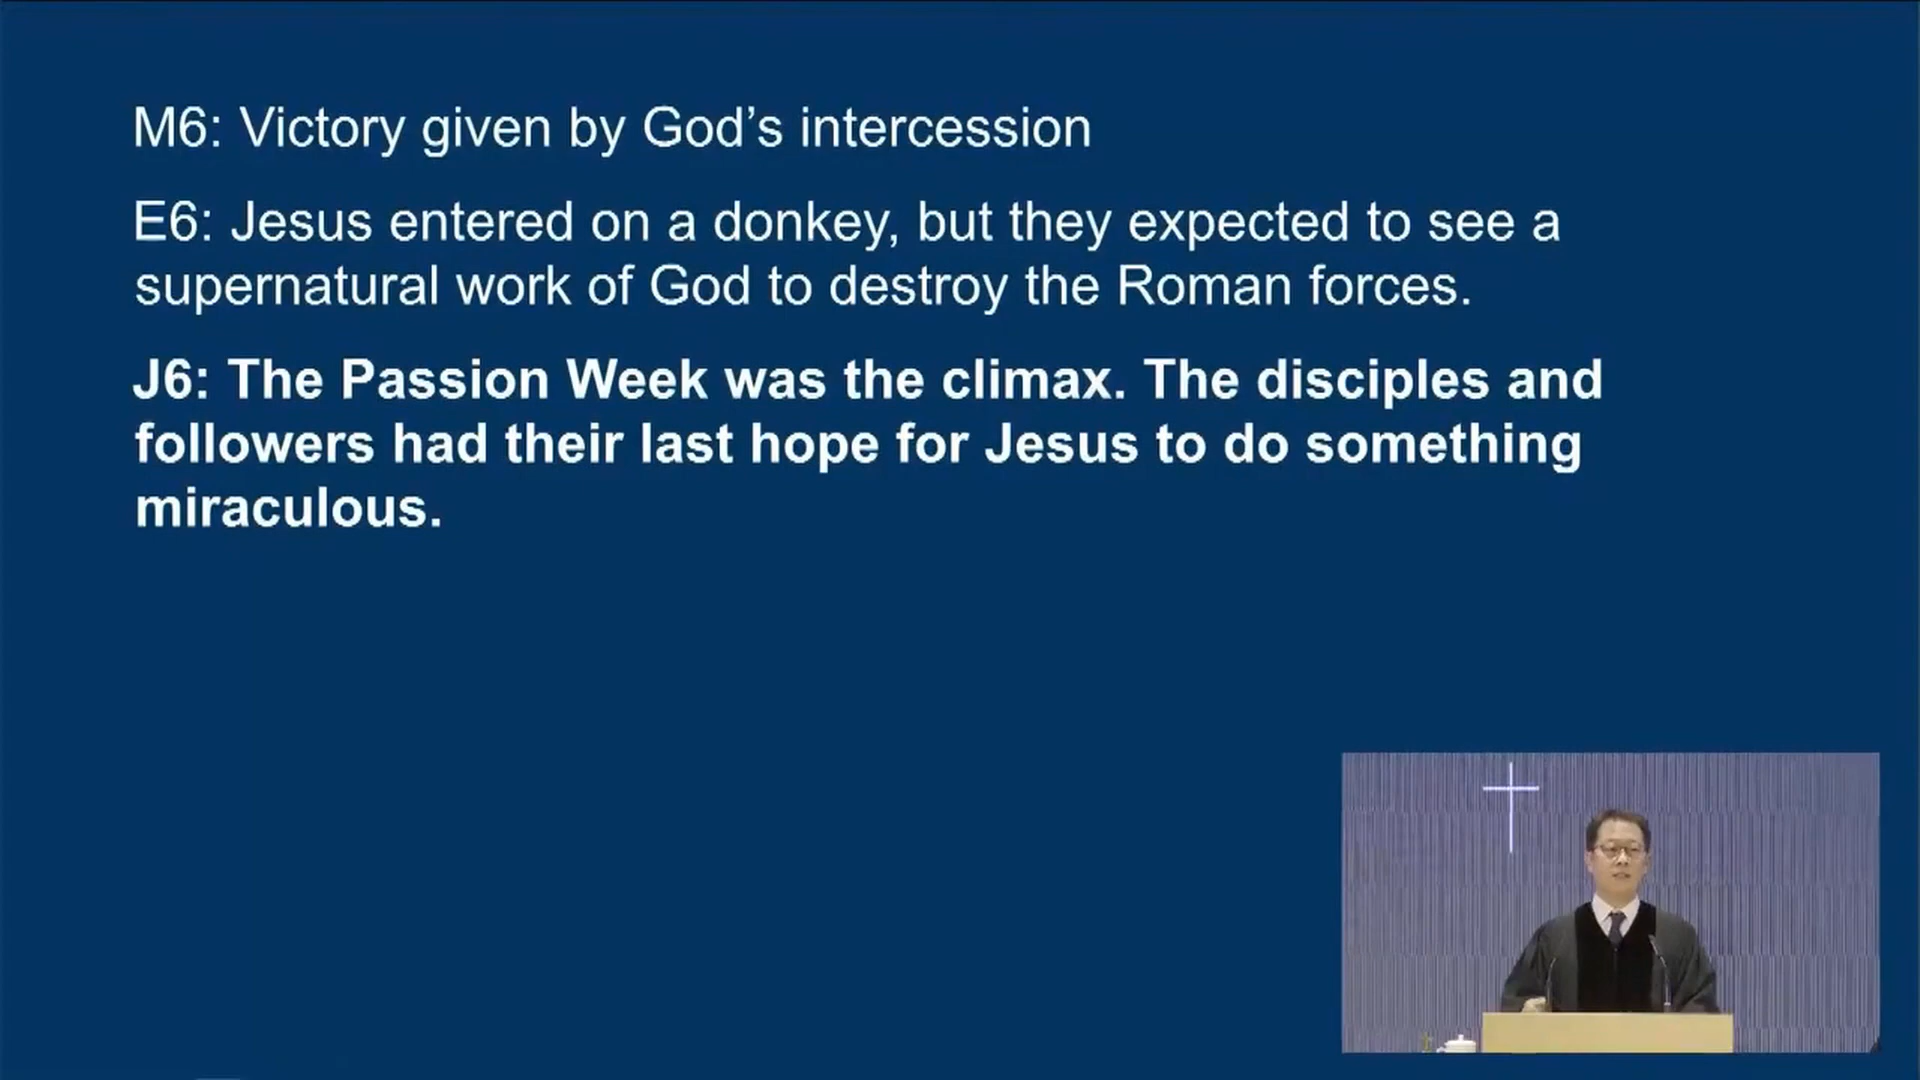 M6: Victory given by God’s intercession
E6: Jesus entered on a donkey, but they expected to see a
supernatural work of God to destroy the Roman forces.
J6: The Passion Week was the climax. The disciples and
followers had their last hope for Jesus to do something
miraculous.